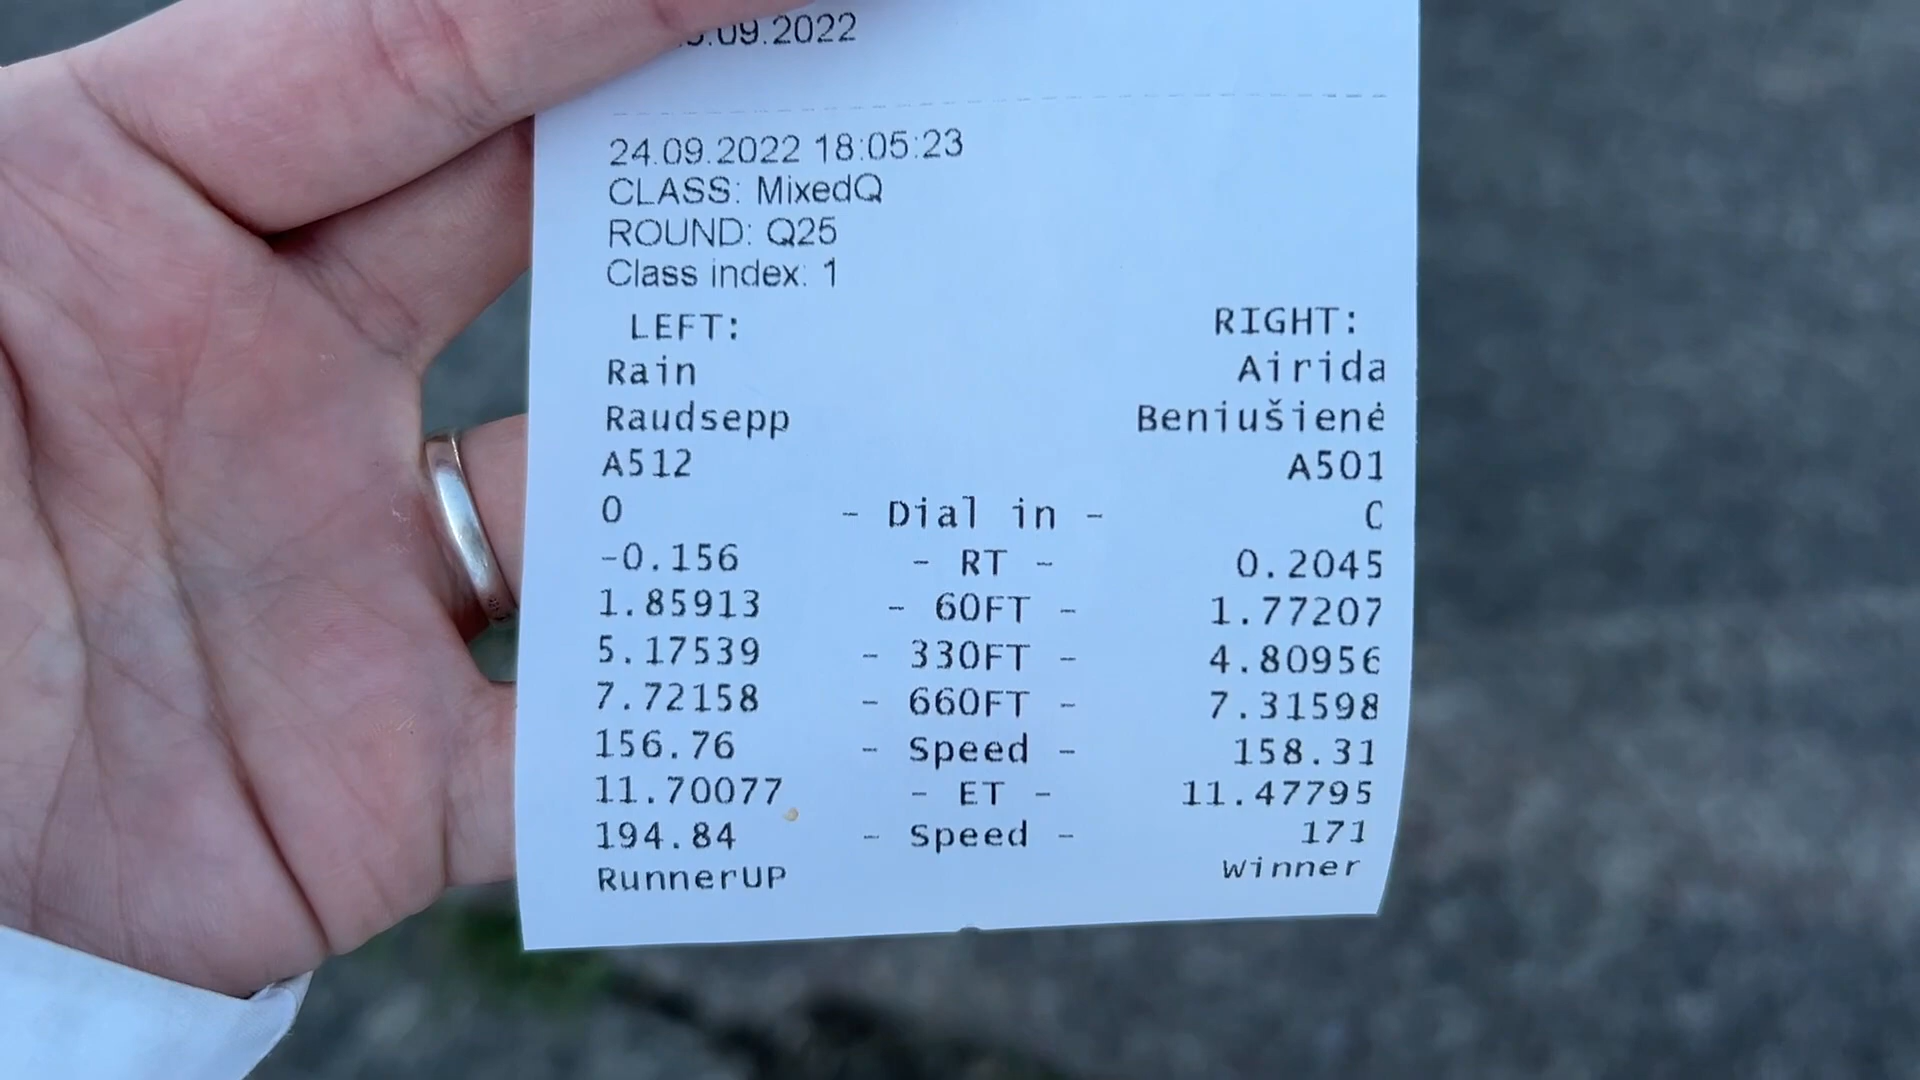 .09.2022
24.09.2022 18:05:23
CLASS: MixedQ
ROUND: Q25
Class index: 1
LEFT: RIGHT:
Rain Airida
Raudsepp Beniušienė
A512 A501
0 - Dial in -
-0.156 - RT - 0.2045
1.85913 - 60FT - 1.77207
5.17539 - 330FT - 4.80956
7.72158 - 660FT - 7.31598
156.76 - Speed - 158.31
11.70077 - ET - 11.47795
194.84 - Speed - 171
RunnerUP Winner